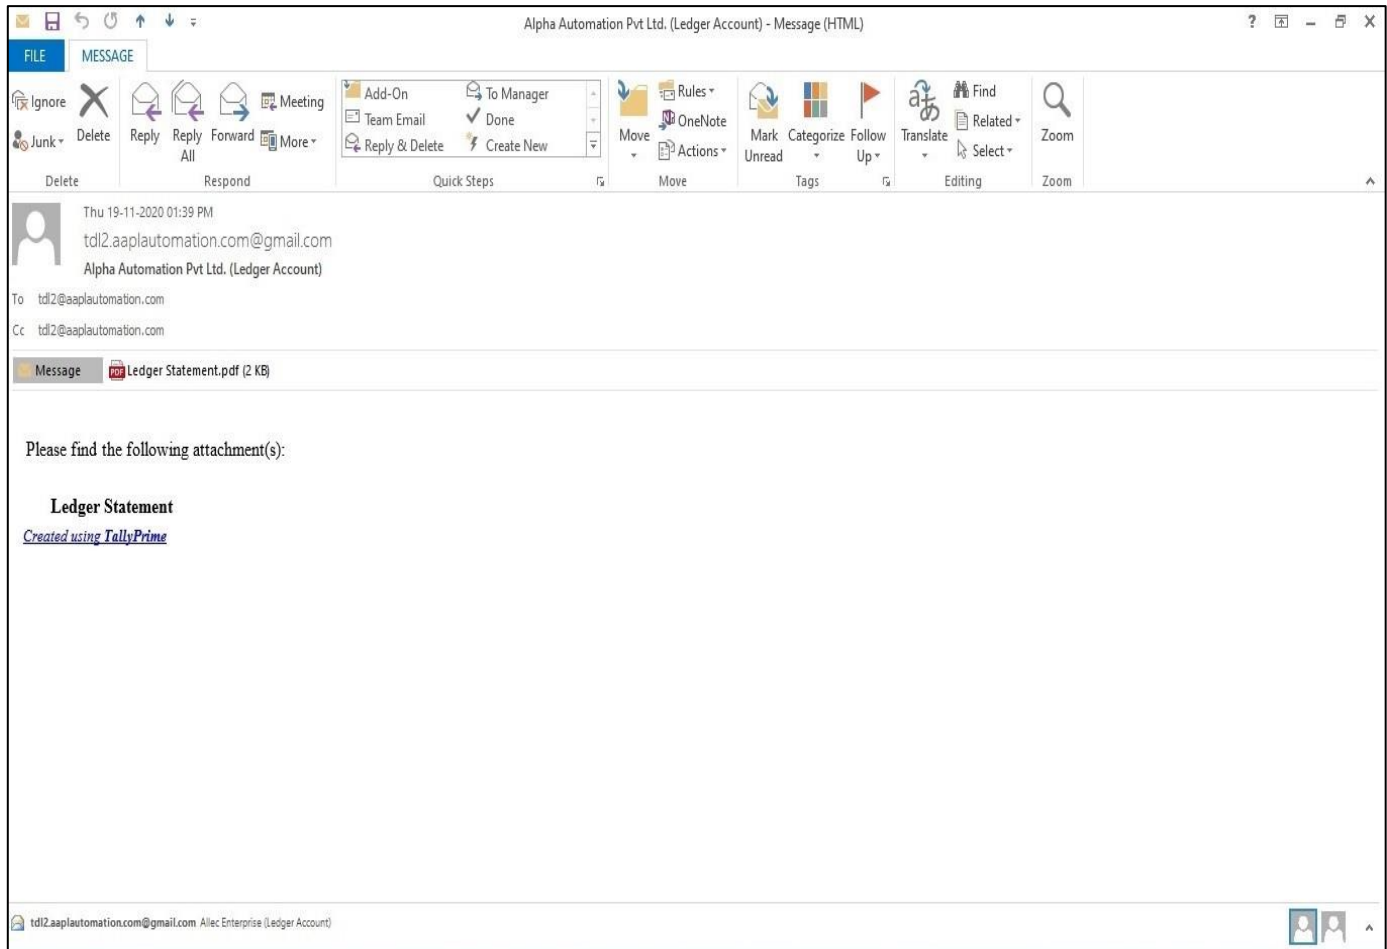 Alpha Automation Pvt Ltd. (Ledger Account) - Message (HTML)
FILE MESSAGE
Ignore
Junk
Delete
Reply
Reply All
Forward
Meeting
More
Add-On
Team Email
Reply & Delete
To Manager
Done
Create New
Move
Rules
OneNote
Actions
Mark Unread
Categorize
Follow Up
Translate
Find
Related
Select
Zoom
Delete Respond Quick Steps Move Tags Editing Zoom
Thu 19-11-2020 01:39 PM
tdl2.aaplautomation.com@gmail.com
Alpha Automation Pvt Ltd. (Ledger Account)
To tdl2@aaplautomation.com
Cc tdl2@aaplautomation.com
Message PDF Ledger Statement.pdf (2 KB)
Please find the following attachment(s):
Ledger Statement
Created using TallyPrime
tdl2.aaplautomation.com@gmail.com Allec Enterprise (Ledger Account)